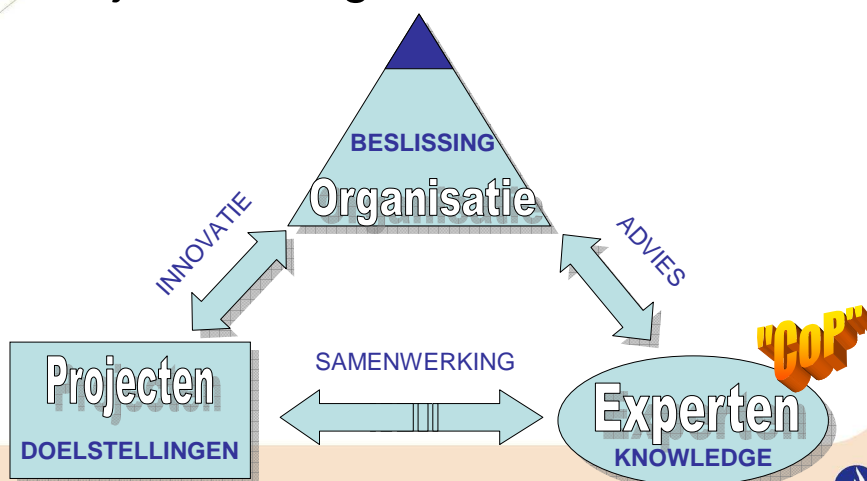 BESLISSING
Organisatie
INNOVATIE
ADVIES
"CoP"
SAMENWERKING
Projecten
DOELSTELLINGEN
Experten
KNOWLEDGE